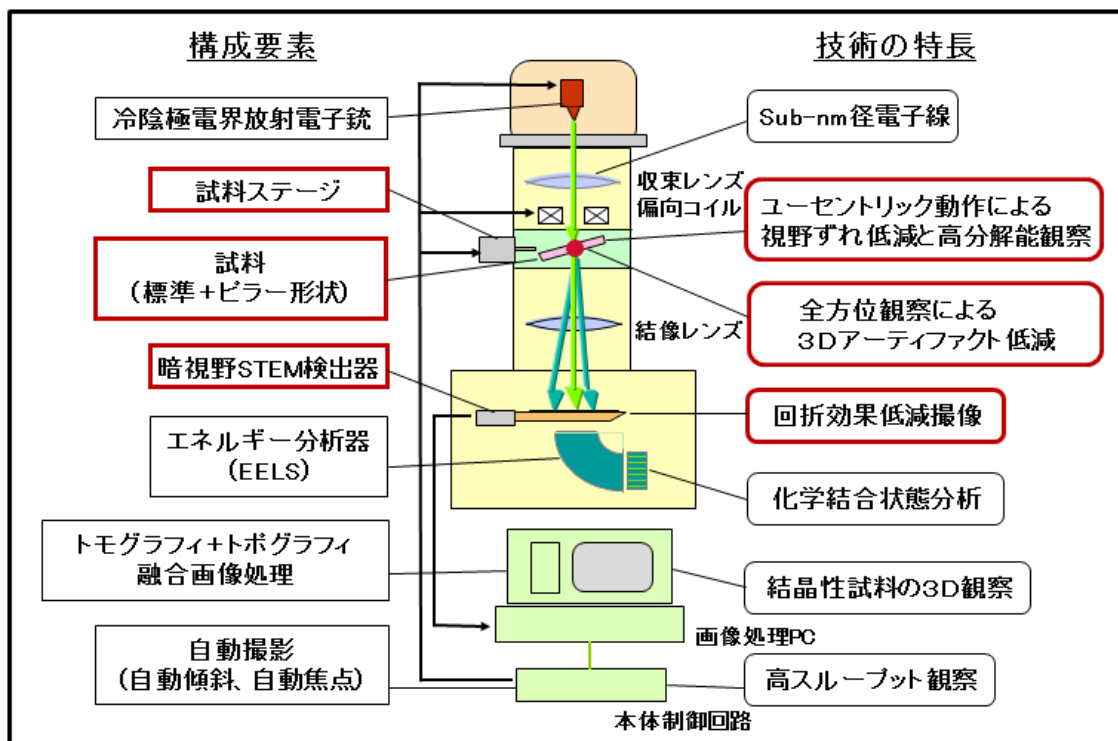 構成要素
技術の特長
冷陰極電界放射電子銃
Sub-nm径電子線
試料ステージ
収束レンズ
偏向コイル
ユーセントリック動作による
視野ずれ低減と高分解能観察
試料
(標準+ピラー形状)
全方位観察による
3Dアーティファクト低減
結像レンズ
暗視野STEM検出器
回折効果低減撮像
エネルギー分析器
(EELS)
化学結合状態分析
トモグラフィ+トポグラフィ
融合画像処理
結晶性試料の3D観察
画像処理PC
自動撮影
(自動傾斜、自動焦点)
高スループット観察
本体制御回路